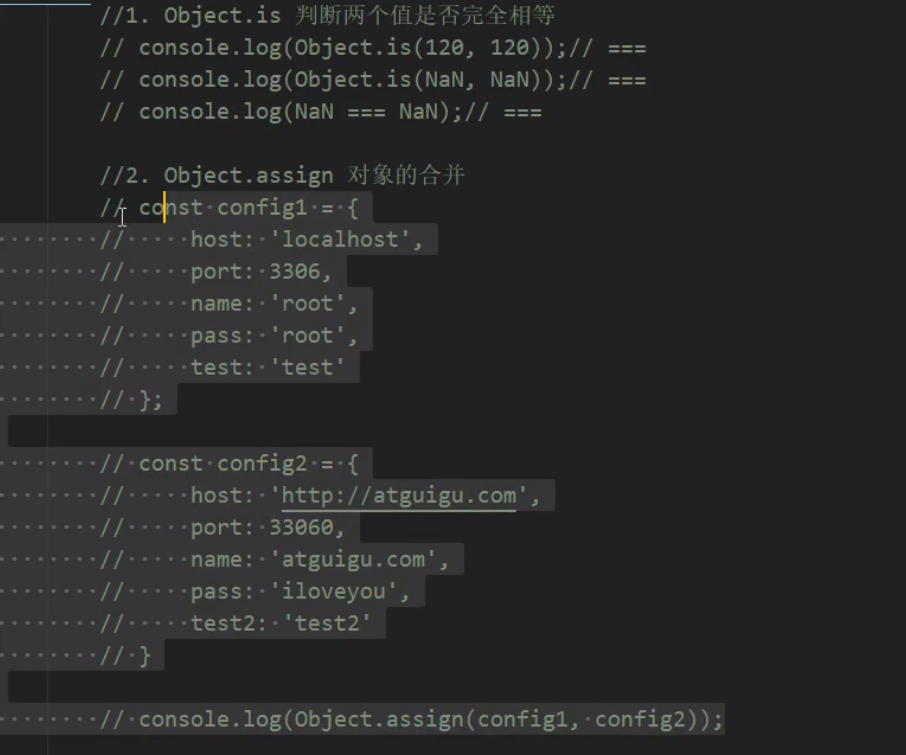 //1. Object.is 判断两个值是否完全相等
// console.log(Object.is(120, 120));// ===
// console.log(Object.is(NaN, NaN));// ===
// console.log(NaN === NaN);// ===
//2. Object.assign 对象的合并
// const config1 = {
//     host: 'localhost',
//     port: 3306,
//     name: 'root',
//     pass: 'root',
//     test: 'test'
// };
// const config2 = {
//     host: 'http://atguigu.com',
//     port: 33060,
//     name: 'atguigu.com',
//     pass: 'iloveyou',
//     test2: 'test2'
// }
// console.log(Object.assign(config1, config2));